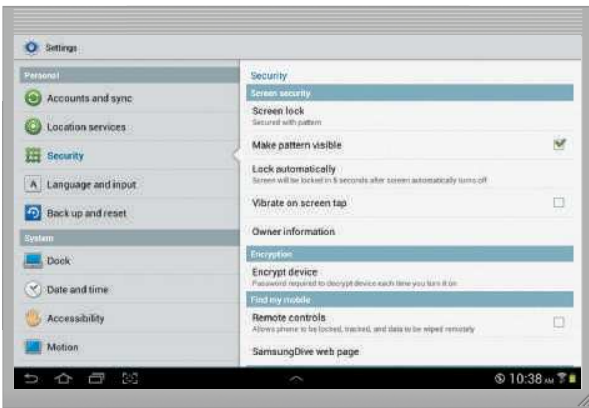 Settings
Personal
Accounts and sync
Location services
Security
Language and input
Back up and reset
System
Dock
Date and time
Accessibility
Motion
Security
Screen security
Screen lock
Secured with pattern
Make pattern visible
Lock automatically
Screen will be locked in 5 seconds after screen automatically turns off
Vibrate on screen tap
Owner information
Encryption
Encrypt device
Password required to decrypt device each time you turn it on
Find my mobile
Remote controls
Allows phone to be locked, tracked, and data to be wiped remotely
SamsungDive web page
10:38 AM